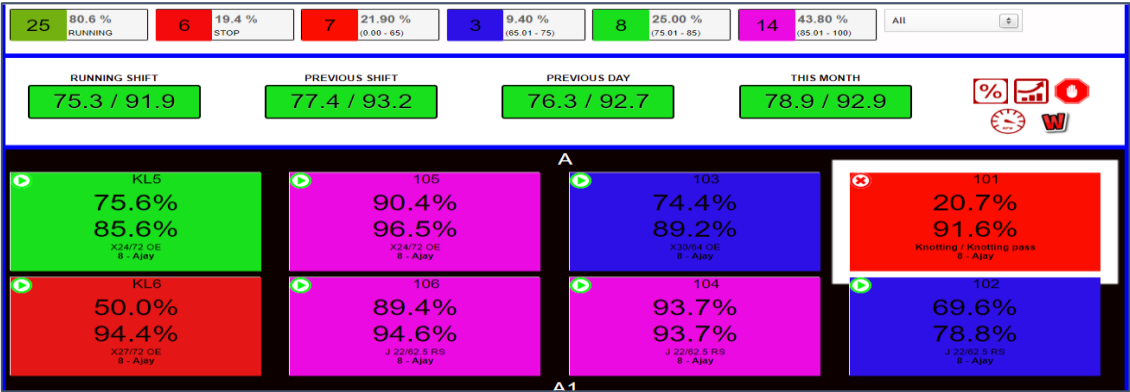 25 80.6 % RUNNING
6 19.4 % STOP
7 21.90 % (0.00 - 65)
3 9.40 % (65.01 - 75)
8 25.00 % (75.01 - 85)
14 43.80 % (85.01 - 100)
All
RUNNING SHIFT PREVIOUS SHIFT PREVIOUS DAY THIS MONTH
75.3 / 91.9 77.4 / 93.2 76.3 / 92.7 78.9 / 92.9
%
W
A
KL5 105 103 101
75.6% 90.4% 74.4% 20.7%
85.6% 96.5% 89.2% 91.6%
X24/72 OE X24/72 OE X30/64 OE Knotting / Knotting pass
8 - Ajay 8 - Ajay 8 - Ajay 8 - Ajay
KL6 106 104 102
50.0% 89.4% 93.7% 69.6%
94.4% 94.6% 93.7% 78.8%
X27/72 OE J 22/62.5 RS J 22/62.5 RS J 22/62.5 RS
8 - Ajay 8 - Ajay 8 - Ajay 8 - Ajay
A1